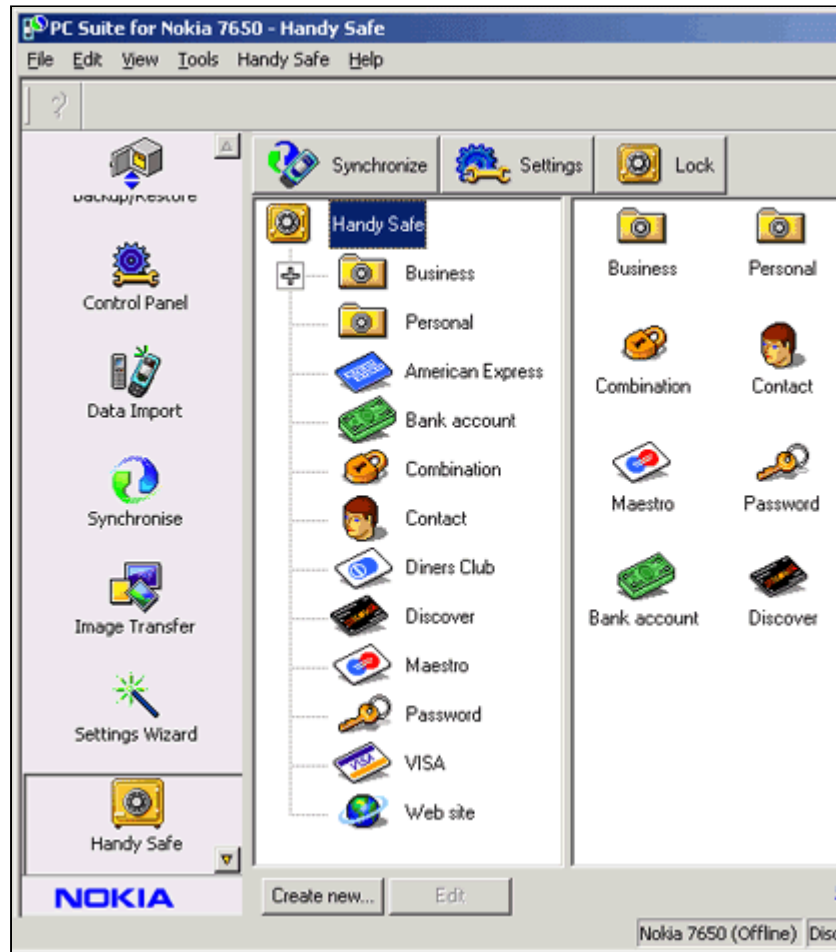 PC Suite for Nokia 7650 - Handy Safe
File Edit View Tools Handy Safe Help
Synchronize Settings Lock
Backup/Restore
Control Panel
Data Import
Synchronise
Image Transfer
Settings Wizard
Handy Safe
NOKIA
Handy Safe
Business
Personal
American Express
Bank account
Combination
Contact
Diners Club
Discover
Maestro
Password
VISA
Web site
Business Personal
Combination Contact
Maestro Password
Bank account Discover
Create new... Edit
Nokia 7650 (Offline)